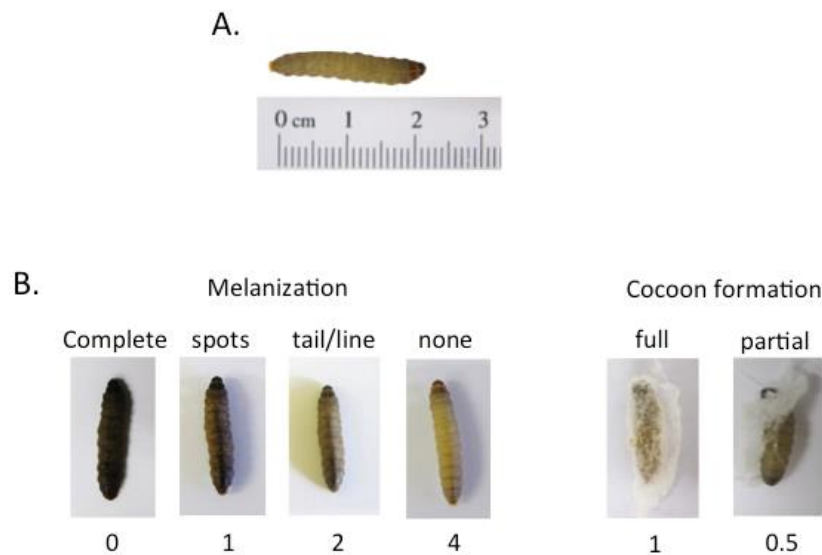 A.
0 cm 1 2 3
B.
Melanization
Cocoon formation
Complete spots tail/line none full partial
0 1 2 4 1 0.5